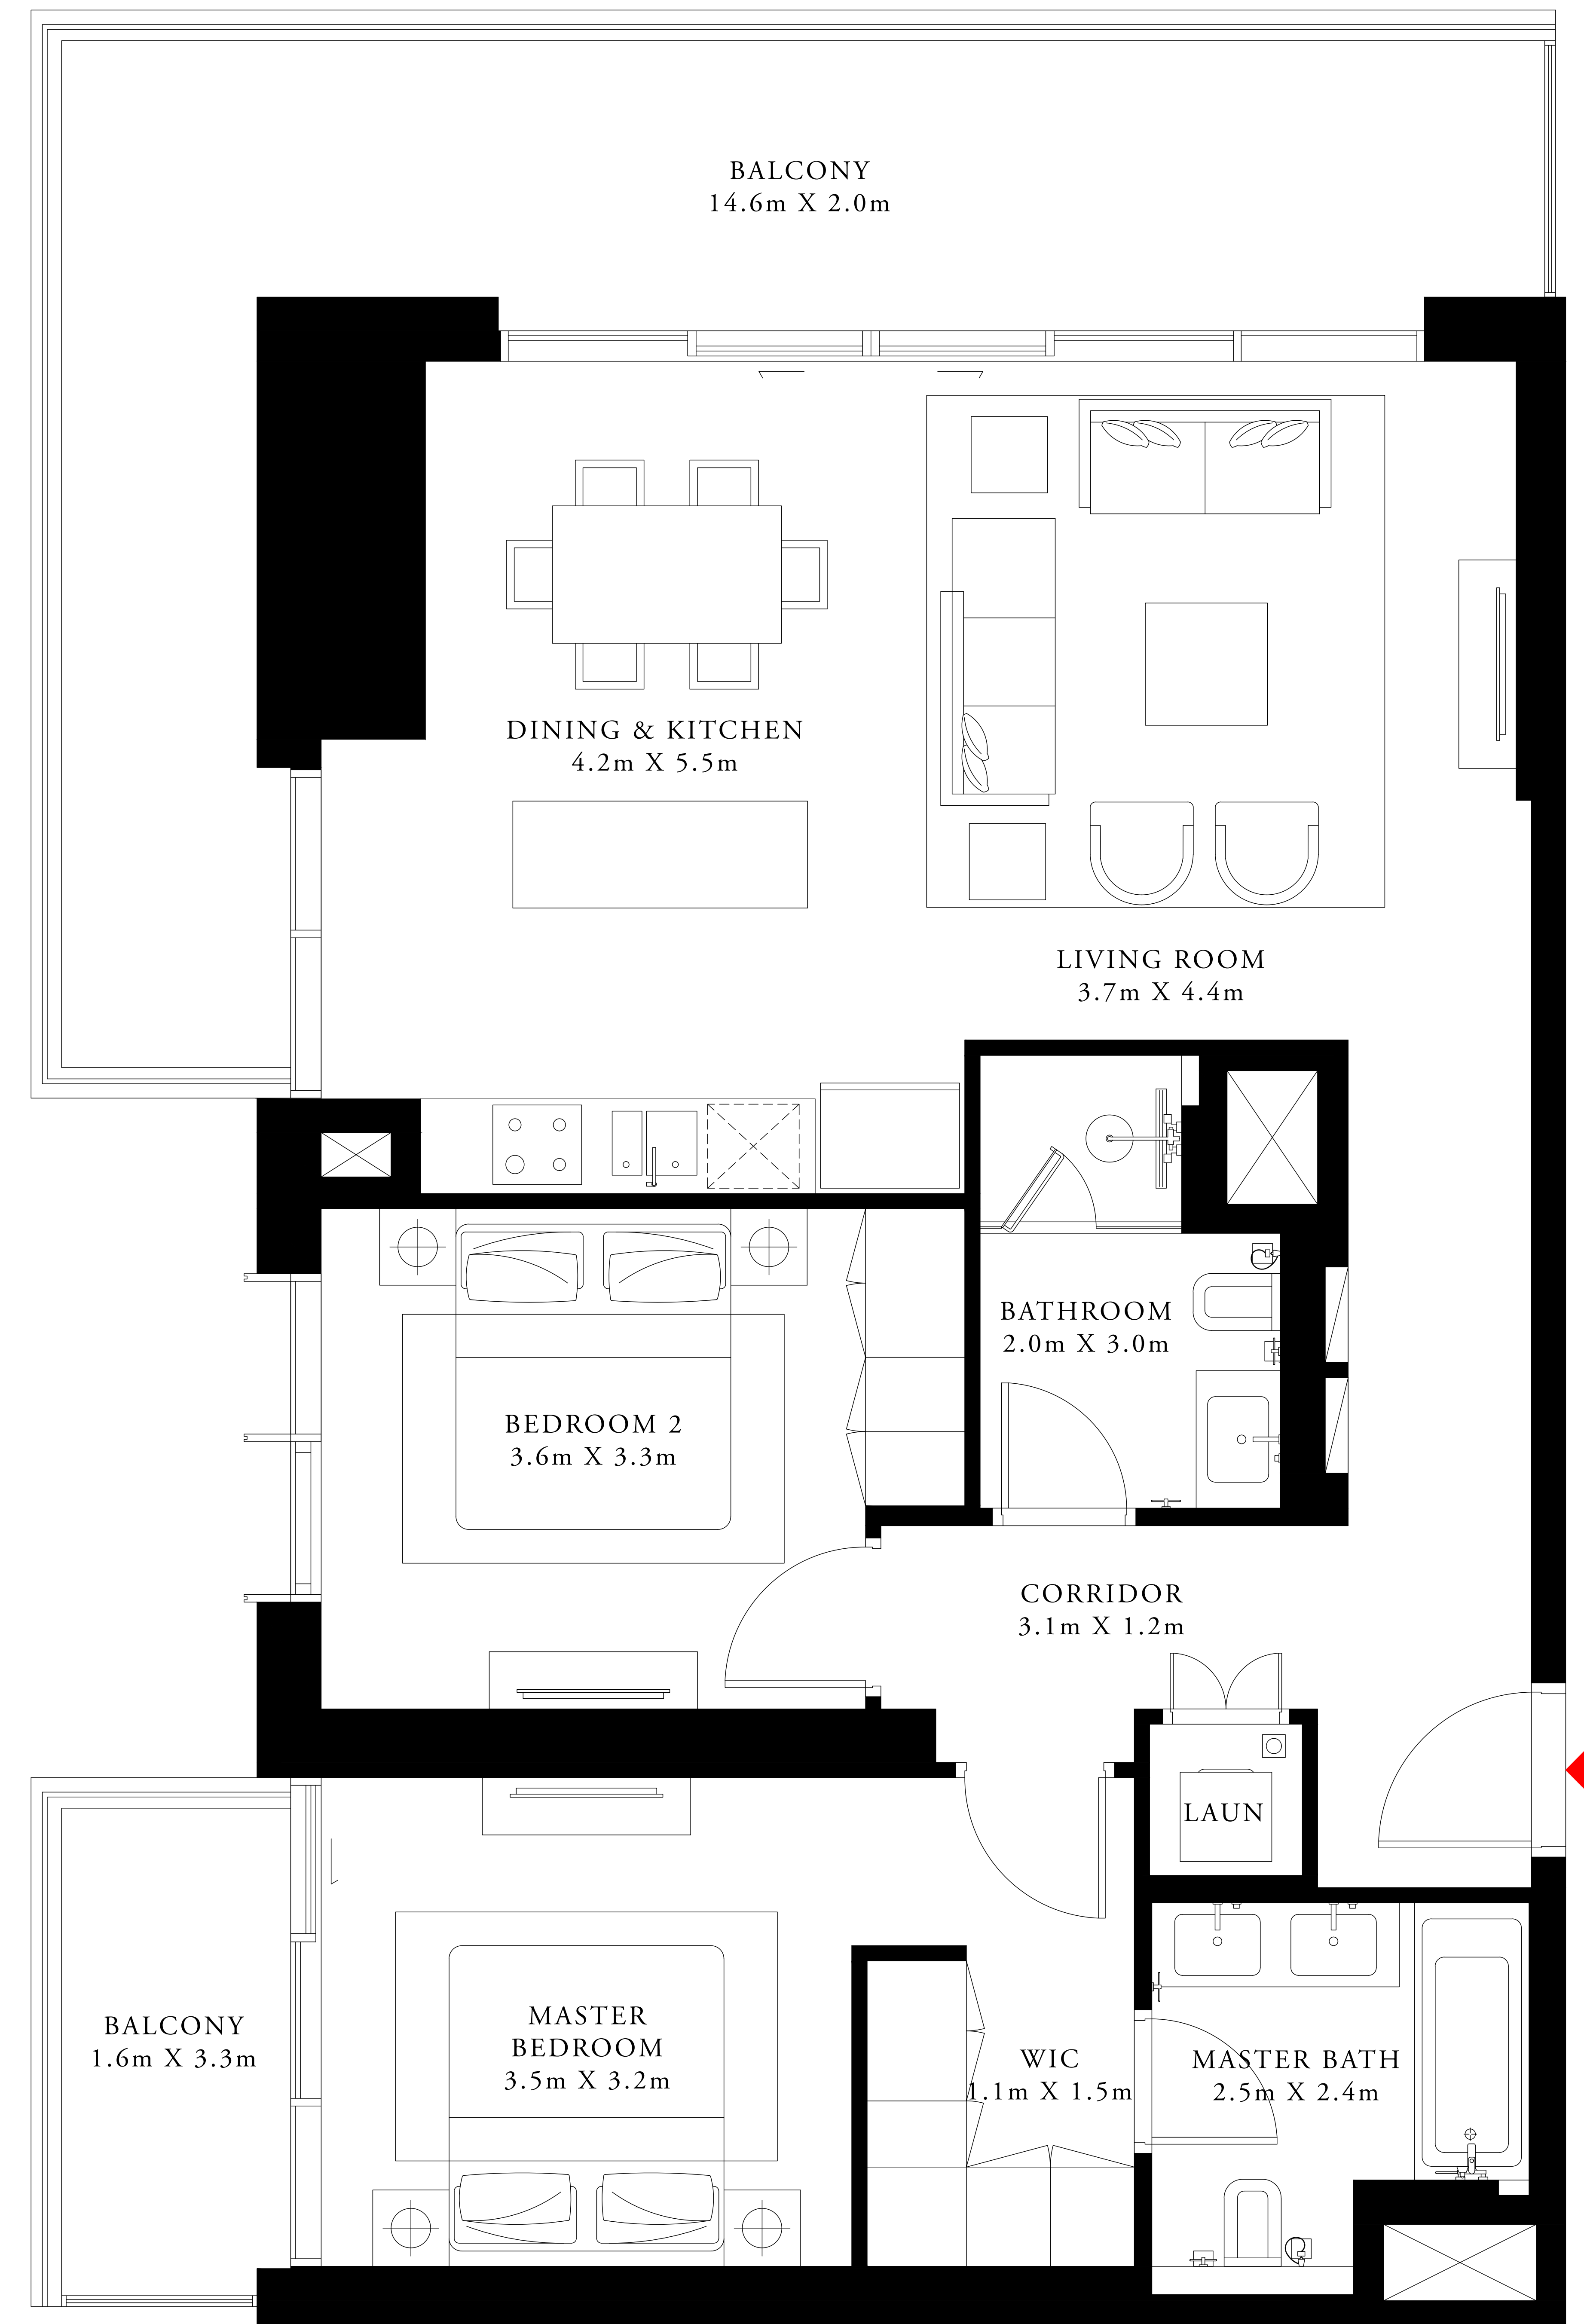 BALCONY
14.6m X 2.0m
DINING & KITCHEN
4.2m X 5.5m
LIVING ROOM
3.7m X 4.4m
BATHROOM
2.0m X 3.0m
BEDROOM 2
3.6m X 3.3m
CORRIDOR
3.1m X 1.2m
LAUN
BALCONY
1.6m X 3.3m
MASTER
BEDROOM
3.5m X 3.2m
WIC
1.1m X 1.5m
MASTER BATH
2.5m X 2.4m